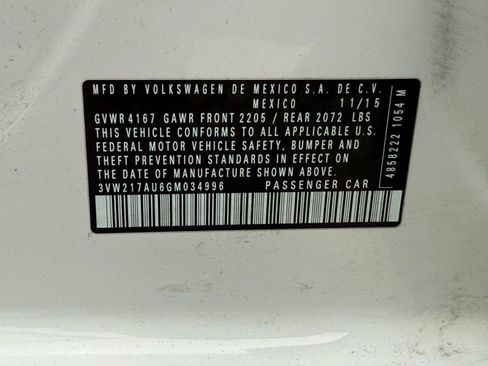 MFD BY VOLKSWAGEN DE MEXICO S.A. DE C.V.
MEXICO 11/15
GVWR 4167 GAWR FRONT 2205 / REAR 2072 LBS
THIS VEHICLE CONFORMS TO ALL APPLICABLE U.S.
FEDERAL MOTOR VEHICLE SAFETY, BUMPER AND
THEFT PREVENTION STANDARDS IN EFFECT ON
THE DATE OF MANUFACTURE SHOWN ABOVE.
3VW217AU6GM034996 PASSENGER CAR
4858222 1054 M